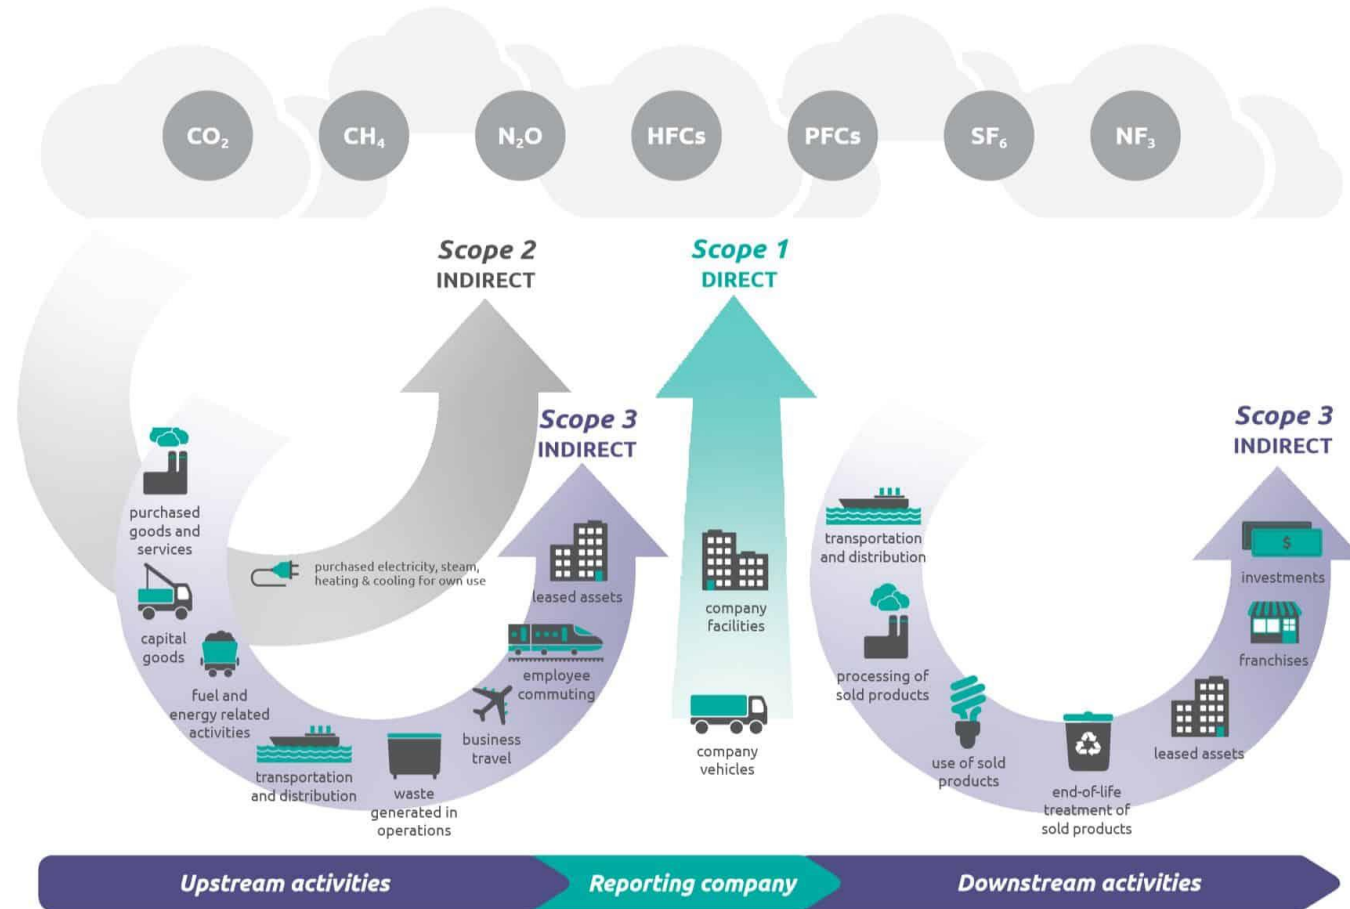 CO₂
CH₄
N₂O
HFCs
PFCs
SF₆
NF₃
Scope 2
INDIRECT
Scope 1
DIRECT
Scope 3
INDIRECT
Scope 3
INDIRECT
purchased
goods and
services
capital
goods
fuel and
energy related
activities
transportation
and distribution
waste
generated in
operations
business
travel
employee
commuting
leased assets
purchased electricity, steam,
heating & cooling for own use
company
facilities
company
vehicles
transportation
and distribution
processing of
sold products
use of sold
products
end-of-life
treatment of
sold products
leased assets
franchises
$
investments
Upstream activities
Reporting company
Downstream activities